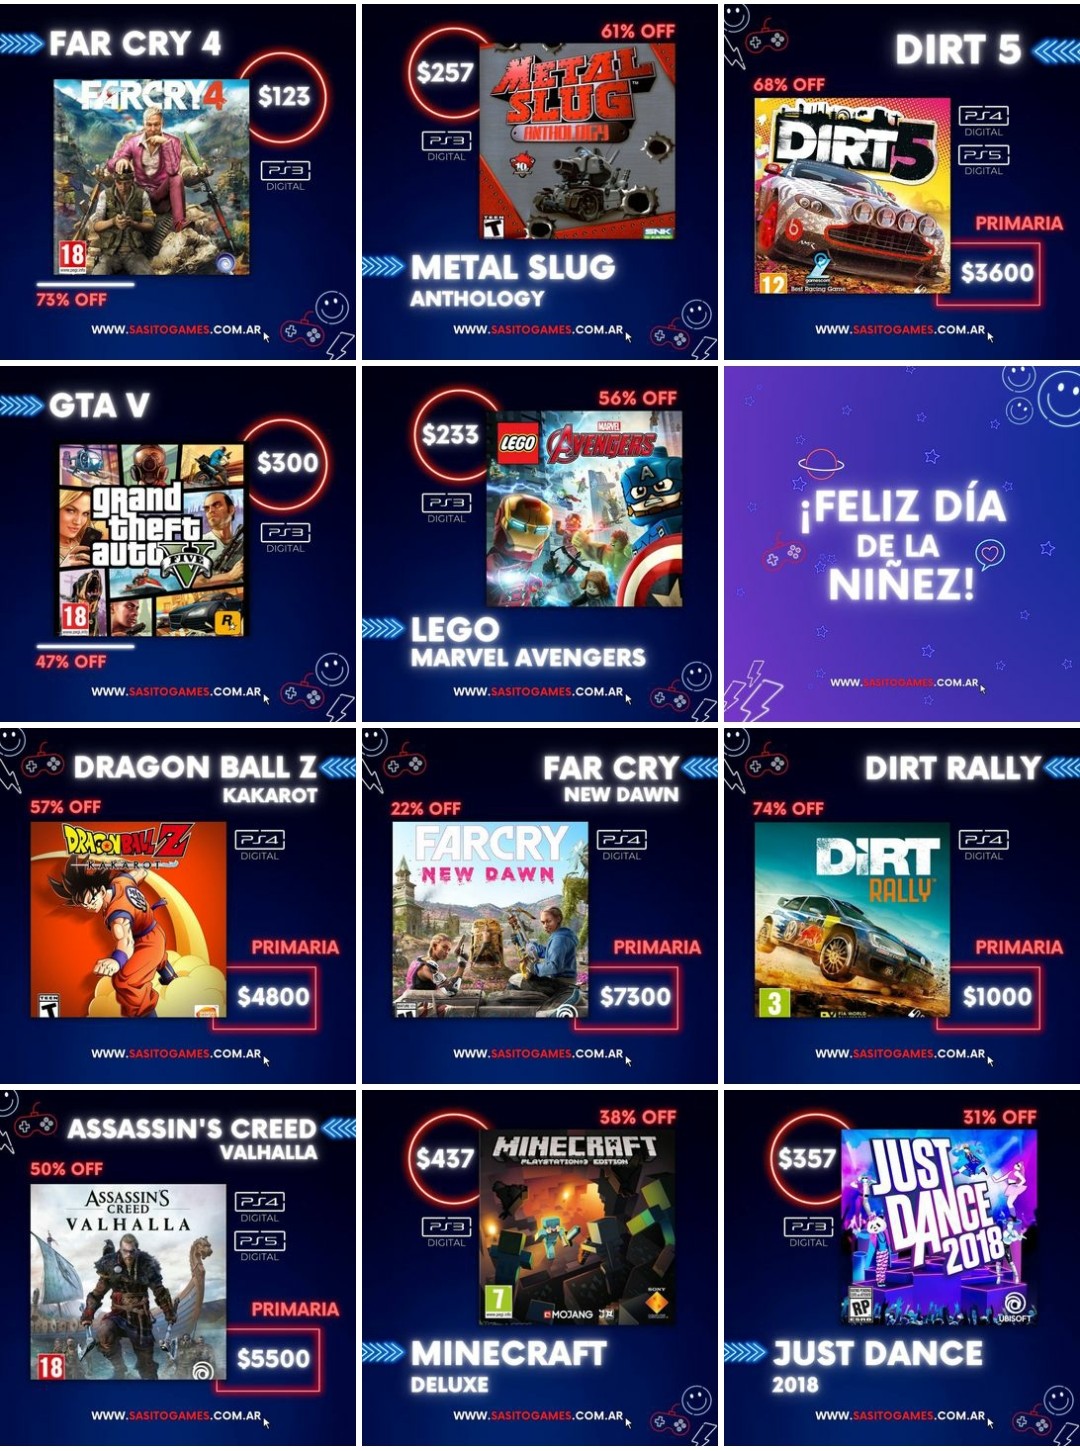 FAR CRY 4
FARCRY4
$123
PS3
DIGITAL
18
73% OFF
WWW.SASITOGAMES.COM.AR
61% OFF
$257
METAL
SLUG
ANTHOLOGY
PS3
DIGITAL
TEEN
T
SNK
METAL SLUG
ANTHOLOGY
WWW.SASITOGAMES.COM.AR
DIRT 5
68% OFF
DIRT5
PS4
DIGITAL
PS5
DIGITAL
PRIMARIA
$3600
12
gamescom
Best Racing Game
WWW.SASITOGAMES.COM.AR
GTA V
grand
theft
auto
FIVE
$300
PS3
DIGITAL
18
R
47% OFF
WWW.SASITOGAMES.COM.AR
56% OFF
$233
LEGO
MARVEL
AVENGERS
PS3
DIGITAL
LEGO
MARVEL AVENGERS
WWW.SASITOGAMES.COM.AR
¡FELIZ DÍA
DE LA
NIÑEZ!
WWW.SASITOGAMES.COM.AR
DRAGON BALL Z
KAKAROT
57% OFF
DRAGON BALL Z
KAKAROT
PS4
DIGITAL
PRIMARIA
$4800
TEEN
T
WWW.SASITOGAMES.COM.AR
FAR CRY
NEW DAWN
22% OFF
FARCRY
NEW DAWN
PS4
DIGITAL
PRIMARIA
$7300
WWW.SASITOGAMES.COM.AR
DIRT RALLY
74% OFF
DiRT
RALLY
PS4
DIGITAL
PRIMARIA
$1000
3
WWW.SASITOGAMES.COM.AR
ASSASSIN'S CREED
VALHALLA
50% OFF
ASSASSIN'S
CREED
VALHALLA
PS4
DIGITAL
PS5
DIGITAL
PRIMARIA
$5500
18
WWW.SASITOGAMES.COM.AR
38% OFF
$437
MINECRAFT
PLAYSTATION®3 EDITION
PS3
DIGITAL
7
MOJANG
SONY
MINECRAFT
DELUXE
WWW.SASITOGAMES.COM.AR
31% OFF
$357
JUST
DANCE
2018
PS3
DIGITAL
RP
UBISOFT
JUST DANCE
2018
WWW.SASITOGAMES.COM.AR